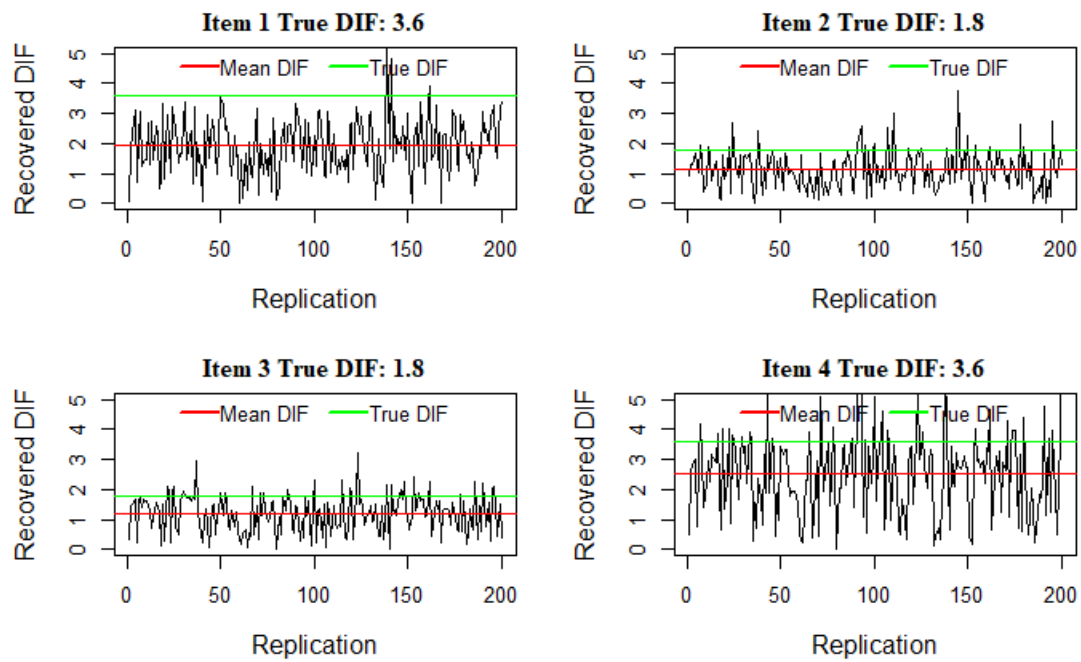 Item 1 True DIF: 3.6
Recovered DIF
5
4
3
2
1
0
Mean DIF True DIF
0 50 100 150 200
Replication
Item 2 True DIF: 1.8
Recovered DIF
5
4
3
2
1
0
Mean DIF True DIF
0 50 100 150 200
Replication
Item 3 True DIF: 1.8
Recovered DIF
5
4
3
2
1
0
Mean DIF True DIF
0 50 100 150 200
Replication
Item 4 True DIF: 3.6
Recovered DIF
5
4
3
2
1
0
Mean DIF True DIF
0 50 100 150 200
Replication